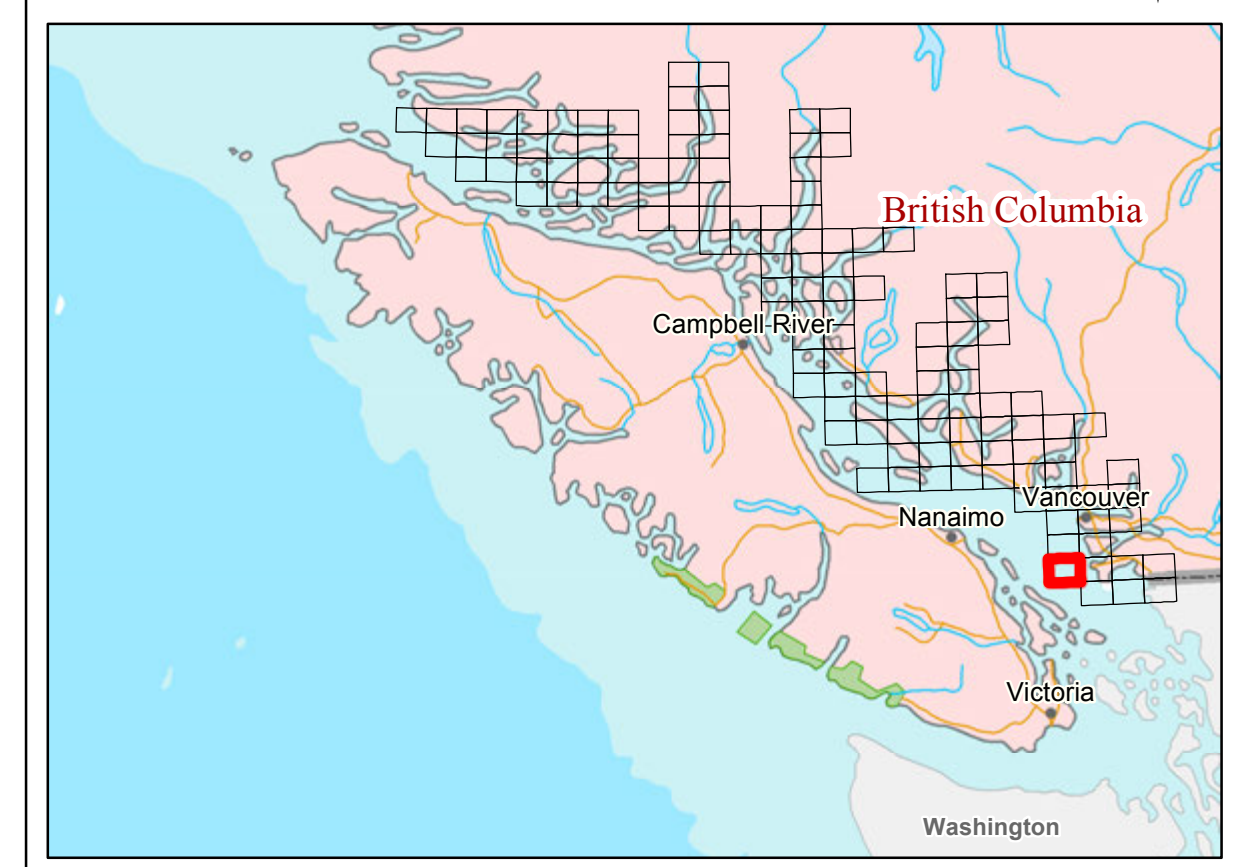 British Columbia
Campbell River
Vancouver
Nanaimo
Victoria
Washington